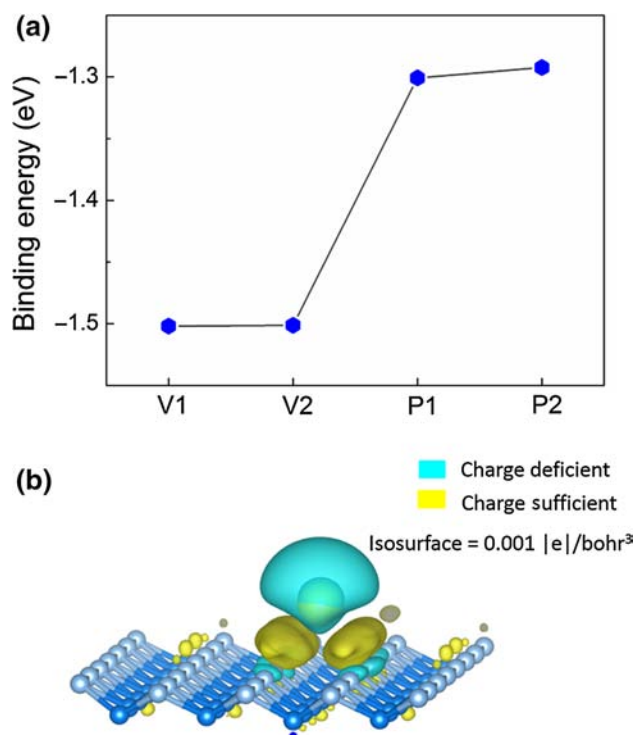 (a)
Binding energy (eV)
−1.3
−1.4
−1.5
V1 V2 P1 P2
(b)
Charge deficient
Charge sufficient
Isosurface = 0.001 |e|/bohr³